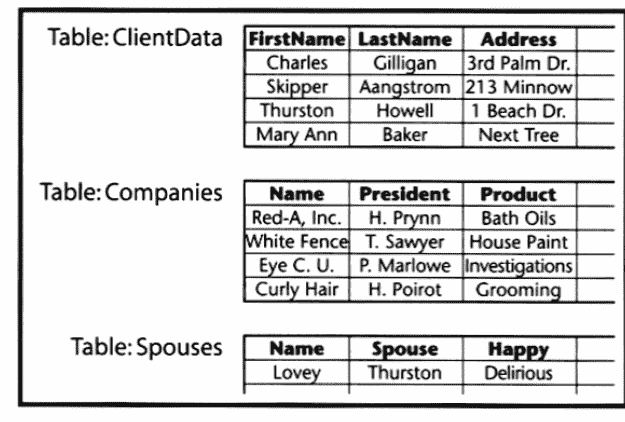 Table: ClientData
FirstName LastName Address
Charles Gilligan 3rd Palm Dr.
Skipper Aangstrom 213 Minnow
Thurston Howell 1 Beach Dr.
Mary Ann Baker Next Tree
Table: Companies
Name President Product
Red-A, Inc. H. Prynn Bath Oils
White Fence T. Sawyer House Paint
Eye C. U. P. Marlowe Investigations
Curly Hair H. Poirot Grooming
Table: Spouses
Name Spouse Happy
Lovey Thurston Delirious